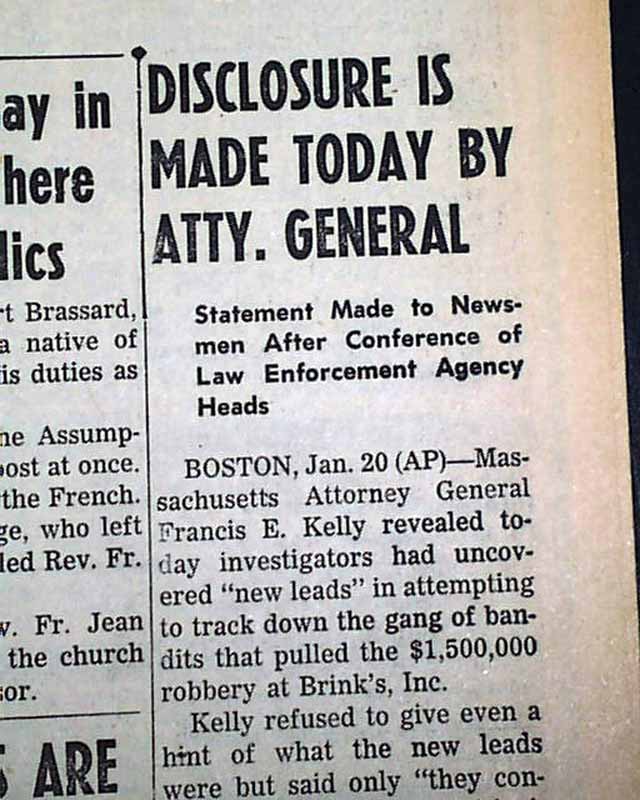 ay in
here
lics
rt Brassard,
a native of
is duties as
ne Assump-
post at once.
the French.
ge, who left
led Rev. Fr.
v. Fr. Jean
the church
sor.
S ARE
DISCLOSURE IS
MADE TODAY BY
ATTY. GENERAL
Statement Made to News-
men After Conference of
Law Enforcement Agency
Heads
BOSTON, Jan. 20 (AP)—Mas-
sachusetts Attorney General
Francis E. Kelly revealed to-
day investigators had uncov-
ered "new leads" in attempting
to track down the gang of ban-
dits that pulled the $1,500,000
robbery at Brink's, Inc.
Kelly refused to give even a
hint of what the new leads
were but said only "they con-